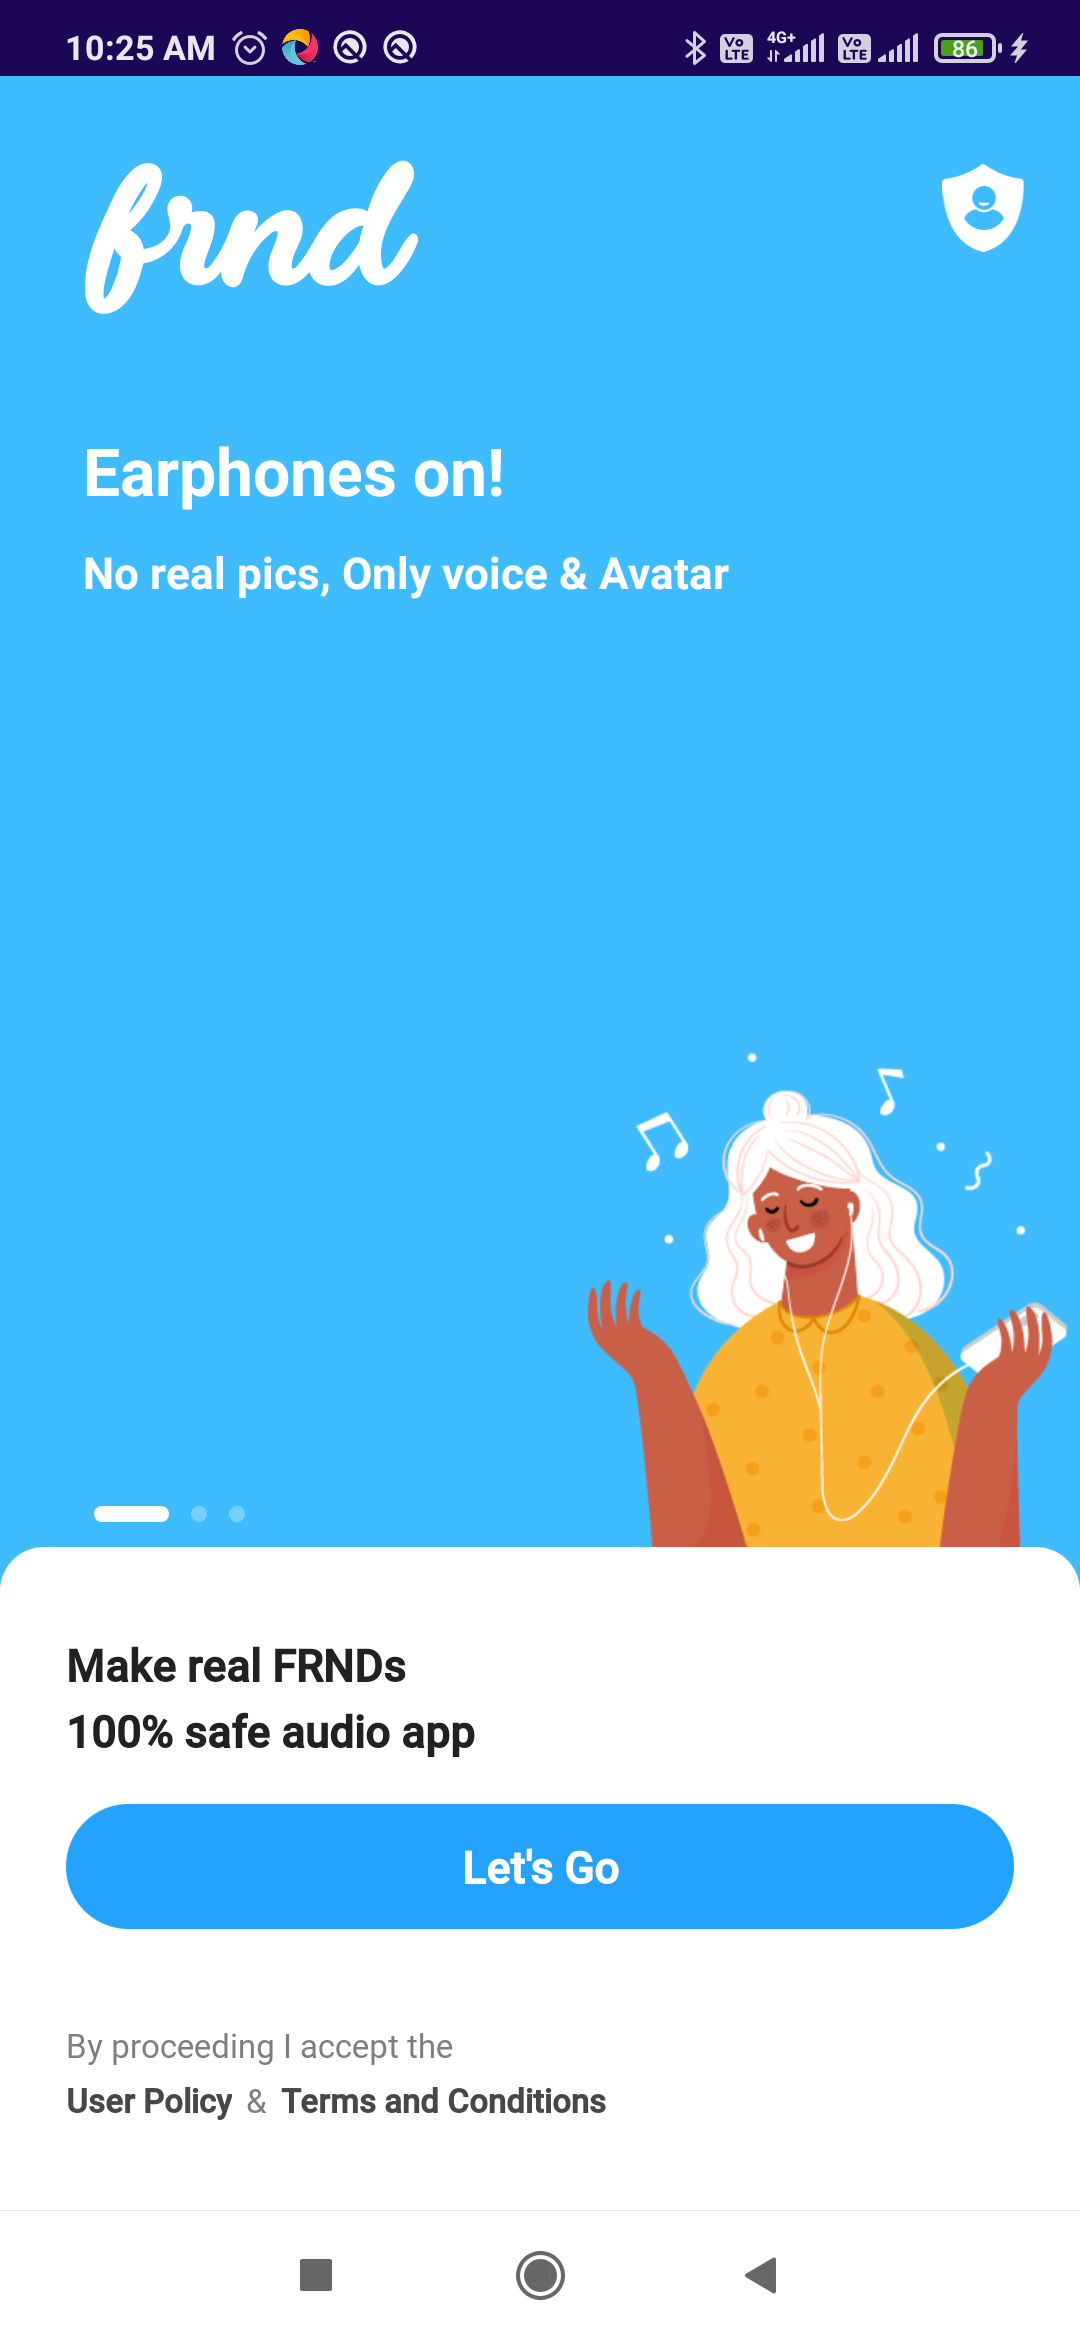 10:25 AM
Vo LTE 4G+ Vo LTE 86
frnd
Earphones on!
No real pics, Only voice & Avatar
Make real FRNDs
100% safe audio app
Let's Go
By proceeding I accept the
User Policy & Terms and Conditions